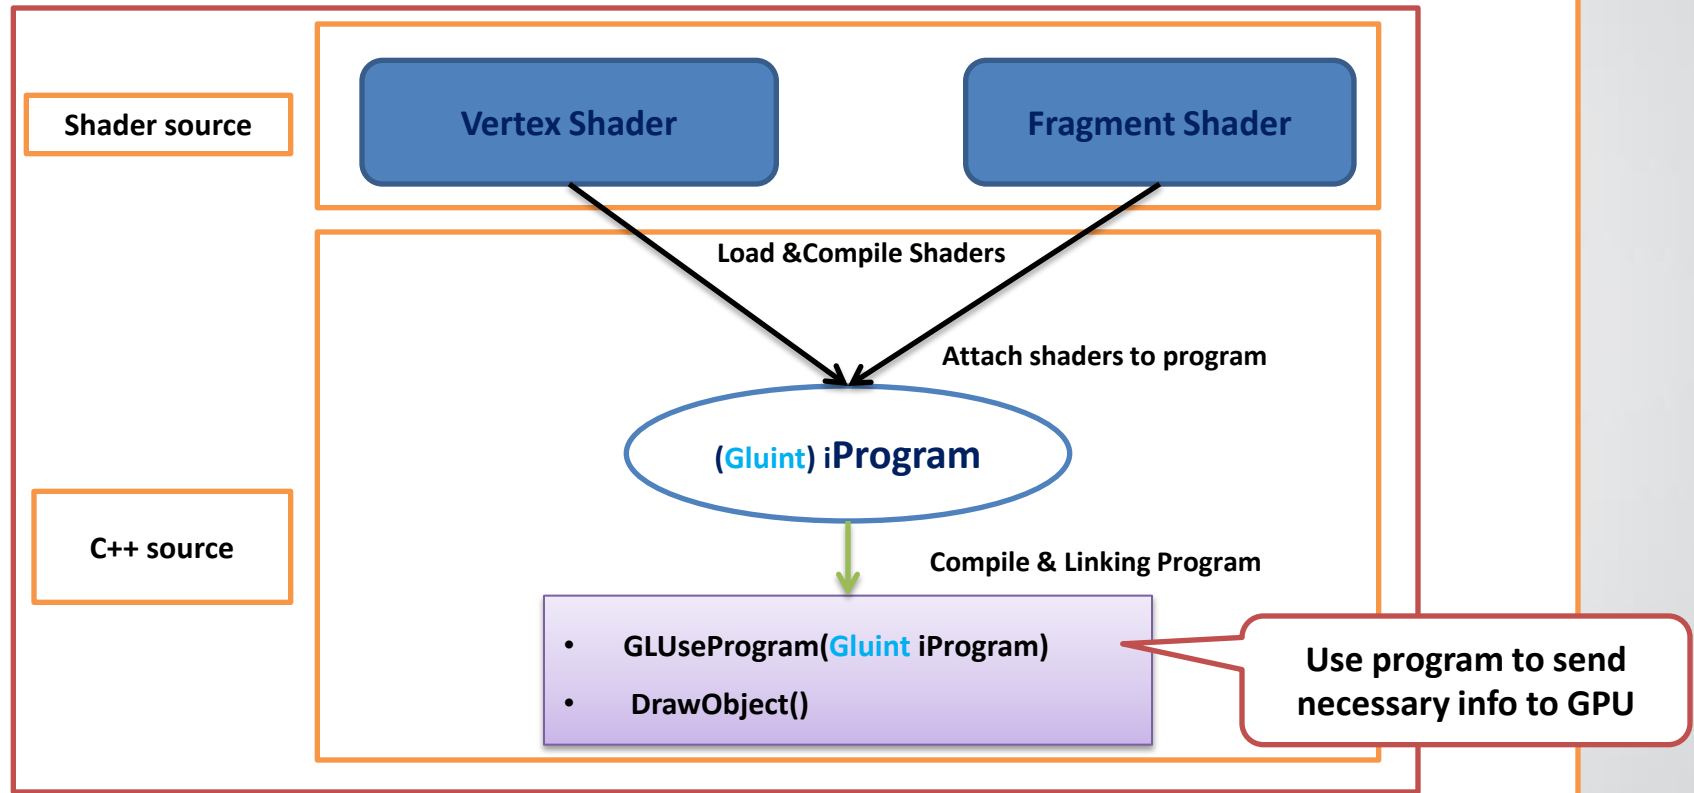 Shader source
Vertex Shader
Fragment Shader
Load &Compile Shaders
Attach shaders to program
(Gluint) iProgram
C++ source
Compile & Linking Program
• GLUseProgram(Gluint iProgram)
• DrawObject()
Use program to send
necessary info to GPU